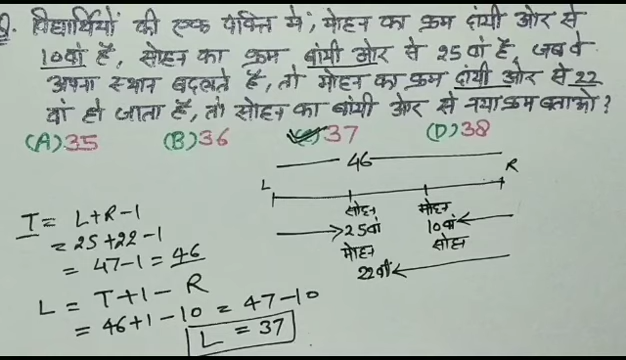 Q. विद्यार्थियों की एक पंक्ति में, मोहन का क्रम दांयी ओर से
10वां है, सोहन का क्रम बांयी ओर से 25 वां है, जब वे
अपना स्थान बदलते है, तो मोहन का क्रम दांयी ओर से 22
वां हो जाता है, तो सोहन का बांयी ओर से नया क्रम बताओ?
(A) 35 (B) 36 (C) 37 (D) 38
46
L R
T = L+R-1
= 25+22-1
= 47-1 = 46
L = T+1-R
= 46+1-10 = 47-10
L = 37
सोहन मोहन
25वां 10वां
मोहन सोहन
22वां